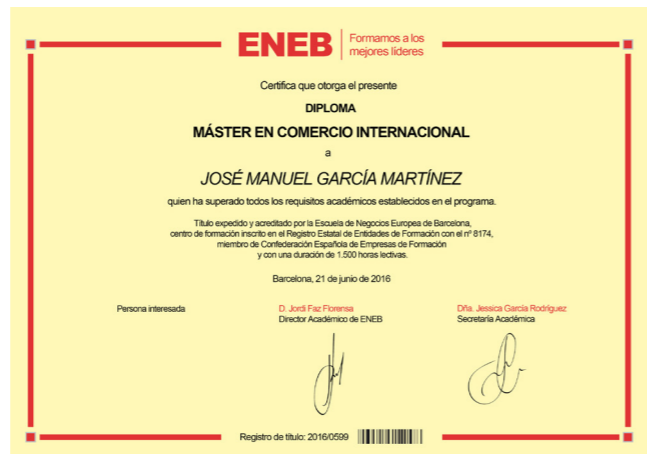 ENEB
Formamos a los
mejores líderes
Certifica que otorga el presente
DIPLOMA
MÁSTER EN COMERCIO INTERNACIONAL
a
JOSÉ MANUEL GARCÍA MARTÍNEZ
quien ha superado todos los requisitos académicos establecidos en el programa.
Título expedido y acreditado por la Escuela de Negocios Europea de Barcelona,
centro de formación inscrito en el Registro Estatal de Entidades de Formación con el nº 8174,
miembro de Confederación Española de Empresas de Formación
y con una duración de 1.500 horas lectivas.
Barcelona, 21 de junio de 2016
Persona interesada
D. Jordi Faz Florensa
Director Académico de ENEB
Dña. Jessica García Rodríguez
Secretaría Académica
Registro de título: 2016/0599